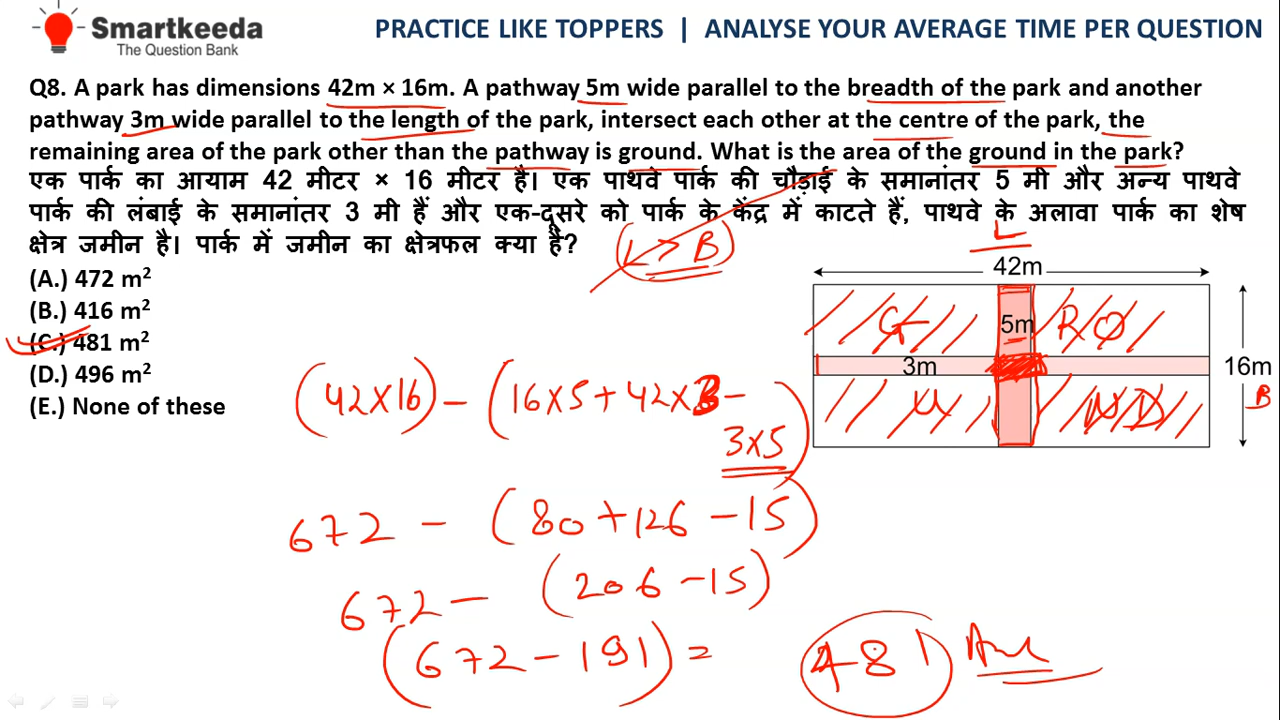 Smartkeeda
The Question Bank
PRACTICE LIKE TOPPERS | ANALYSE YOUR AVERAGE TIME PER QUESTION
Q8. A park has dimensions 42m × 16m. A pathway 5m wide parallel to the breadth of the park and another
pathway 3m wide parallel to the length of the park, intersect each other at the centre of the park, the
remaining area of the park other than the pathway is ground. What is the area of the ground in the park?
एक पार्क का आयाम 42 मीटर × 16 मीटर है। एक पाथवे पार्क की चौड़ाई के समानांतर 5 मी और अन्य पाथवे
पार्क की लंबाई के समानांतर 3 मी हैं और एक-दूसरे को पार्क के केंद्र में काटते हैं, पाथवे के अलावा पार्क का शेष
क्षेत्र जमीन है। पार्क में जमीन का क्षेत्रफल क्या है?
(L > B)
L
(A.) 472 m²
(B.) 416 m²
(C.) 481 m²
(D.) 496 m²
(E.) None of these
42m
5m
3m
16m
B
G R O
U N D
(42×16) − (16×5 + 42×3 −
3×5)
672 − (80 + 126 − 15)
672 − (206 − 15)
(672 − 191) = 481 Ans